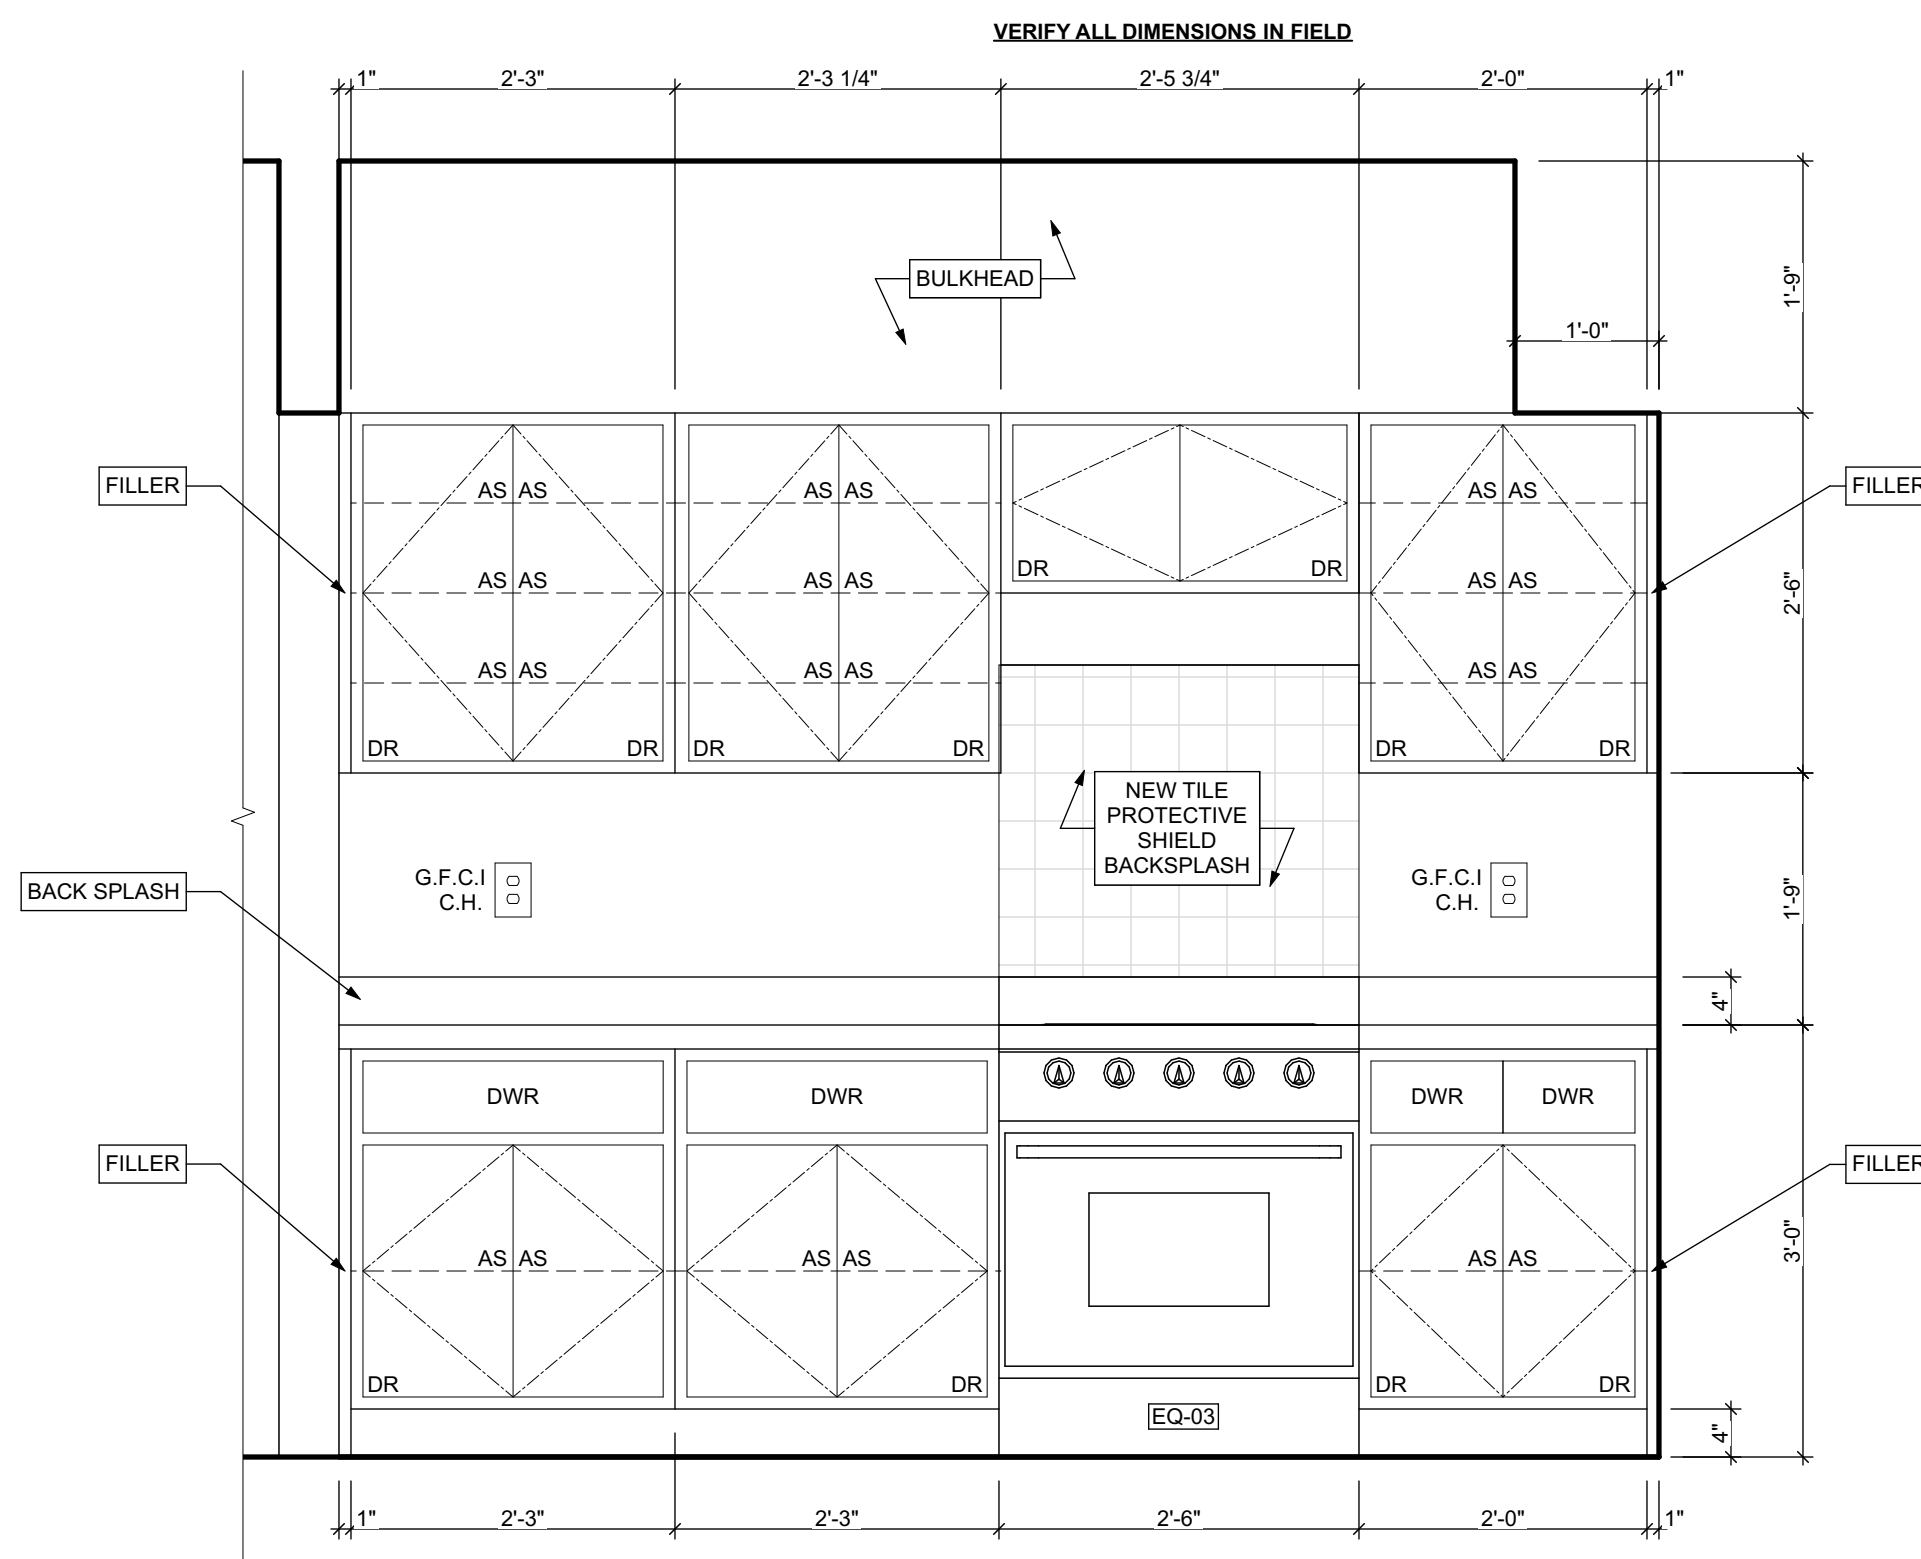 VERIFY ALL DIMENSIONS IN FIELD
1" 2'-3" 2'-3 1/4" 2'-5 3/4" 2'-0" 1"
1'-9"
BULKHEAD
1'-0"
FILLER
FILLER
AS AS AS AS AS AS
DR DR
AS AS AS AS AS AS
2'-6"
AS AS AS AS AS AS
DR DR DR DR DR DR
NEW TILE
PROTECTIVE
SHIELD
BACKSPLASH
G.F.C.I
C.H.
G.F.C.I
C.H.
BACK SPLASH
1'-9"
4"
DWR DWR DWR DWR
FILLER
FILLER
3'-0"
AS AS AS AS AS AS
DR DR DR DR
EQ-03
4"
1" 2'-3" 2'-3" 2'-6" 2'-0" 1"